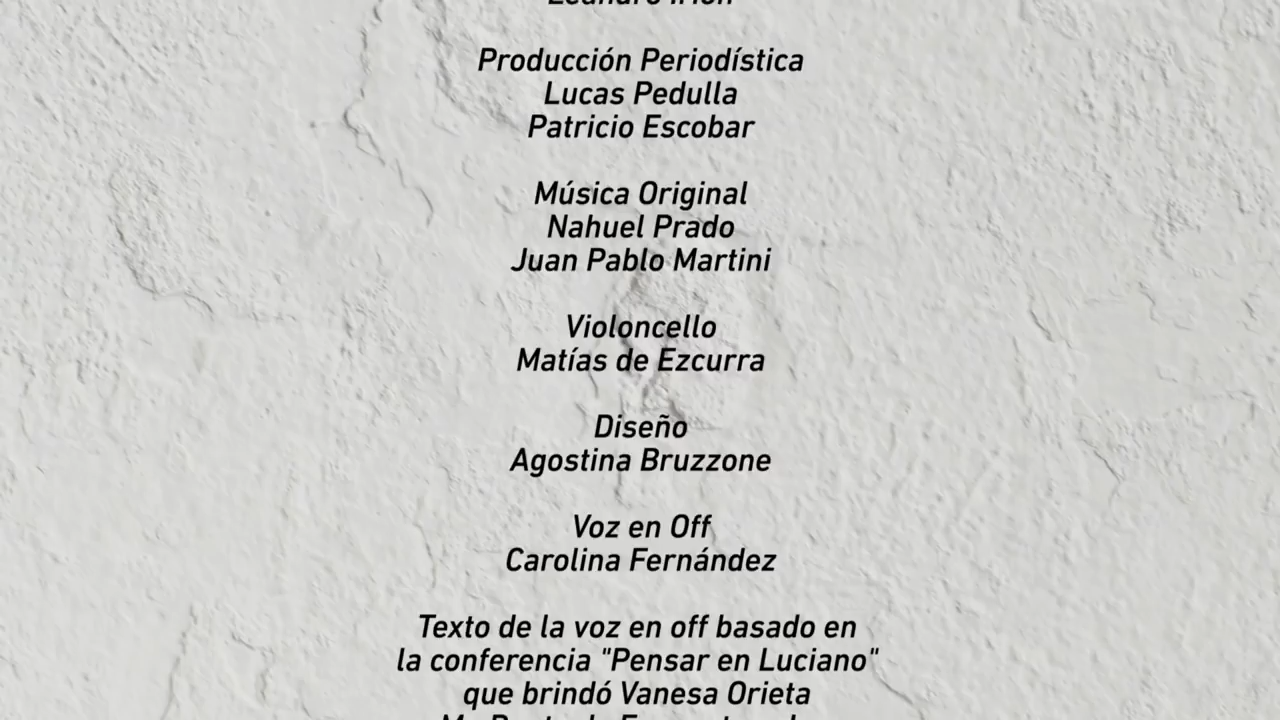 Producción Periodística
Lucas Pedulla
Patricio Escobar
Música Original
Nahuel Prado
Juan Pablo Martini
Violoncello
Matías de Ezcurra
Diseño
Agostina Bruzzone
Voz en Off
Carolina Fernández
Texto de la voz en off basado en
la conferencia "Pensar en Luciano"
que brindó Vanesa Orieta